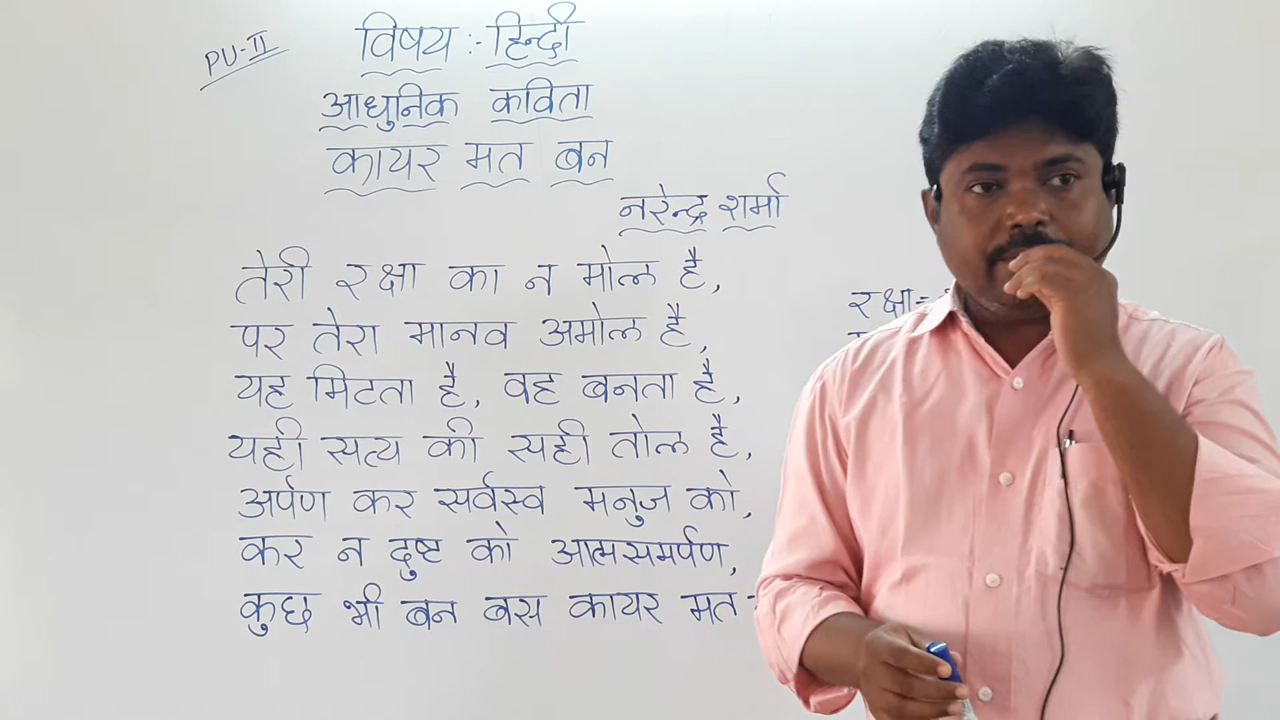 PU-II
विषय :- हिन्दी
आधुनिक कविता
कायर मत बन
नरेन्द्र शर्मा
तेरी रक्षा का न मोल है,
पर तेरा मानव अमोल है,
यह मिटता है, वह बनता है,
यही सत्य की सही तोल है,
अर्पण कर सर्वस्व मनुज को,
कर न दुष्ट को आत्मसमर्पण,
कुछ भी बन बस कायर मत
रक्षा =